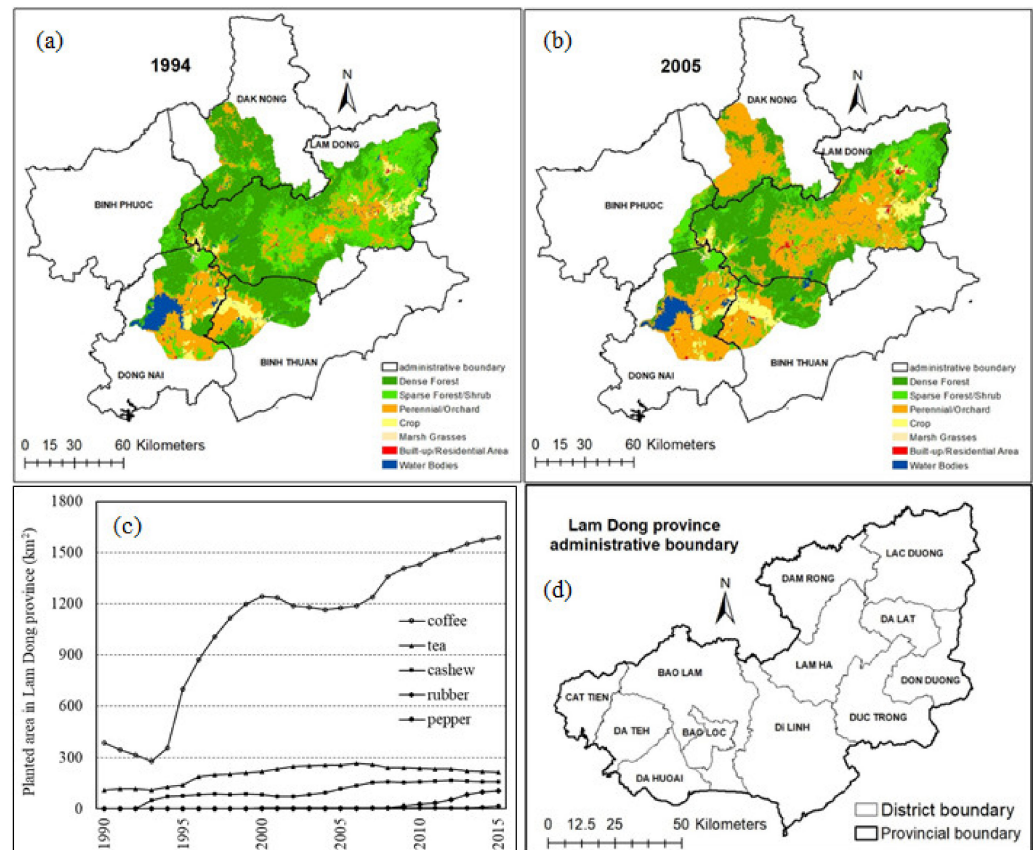 (a)
1994
N
DAK NONG
LAM DONG
BINH PHUOC
BINH THUAN
DONG NAI
administrative boundary
Dense Forest
Sparse Forest/Shrub
Perennial/Orchard
Crop
Marsh Grasses
Built-up/Residential Area
Water Bodies
0 15 30 60 Kilometers
(b)
2005
N
DAK NONG
LAM DONG
BINH PHUOC
BINH THUAN
DONG NAI
administrative boundary
Dense Forest
Sparse Forest/Shrub
Perennial/Orchard
Crop
Marsh Grasses
Built-up/Residential Area
Water Bodies
0 15 30 60 Kilometers
(c)
Planted area in Lam Dong province (km²)
1800
1500
1200
900
600
300
0
coffee
tea
cashew
rubber
pepper
1990 1995 2000 2005 2010 2015
(d)
Lam Dong province
administrative boundary
N
LAC DUONG
DAM RONG
DA LAT
LAM HA
DON DUONG
BAO LAM
CAT TIEN
DUC TRONG
DA TEH
BAO LOC
DI LINH
DA HUOAI
District boundary
Provincial boundary
0 12.5 25 50 Kilometers